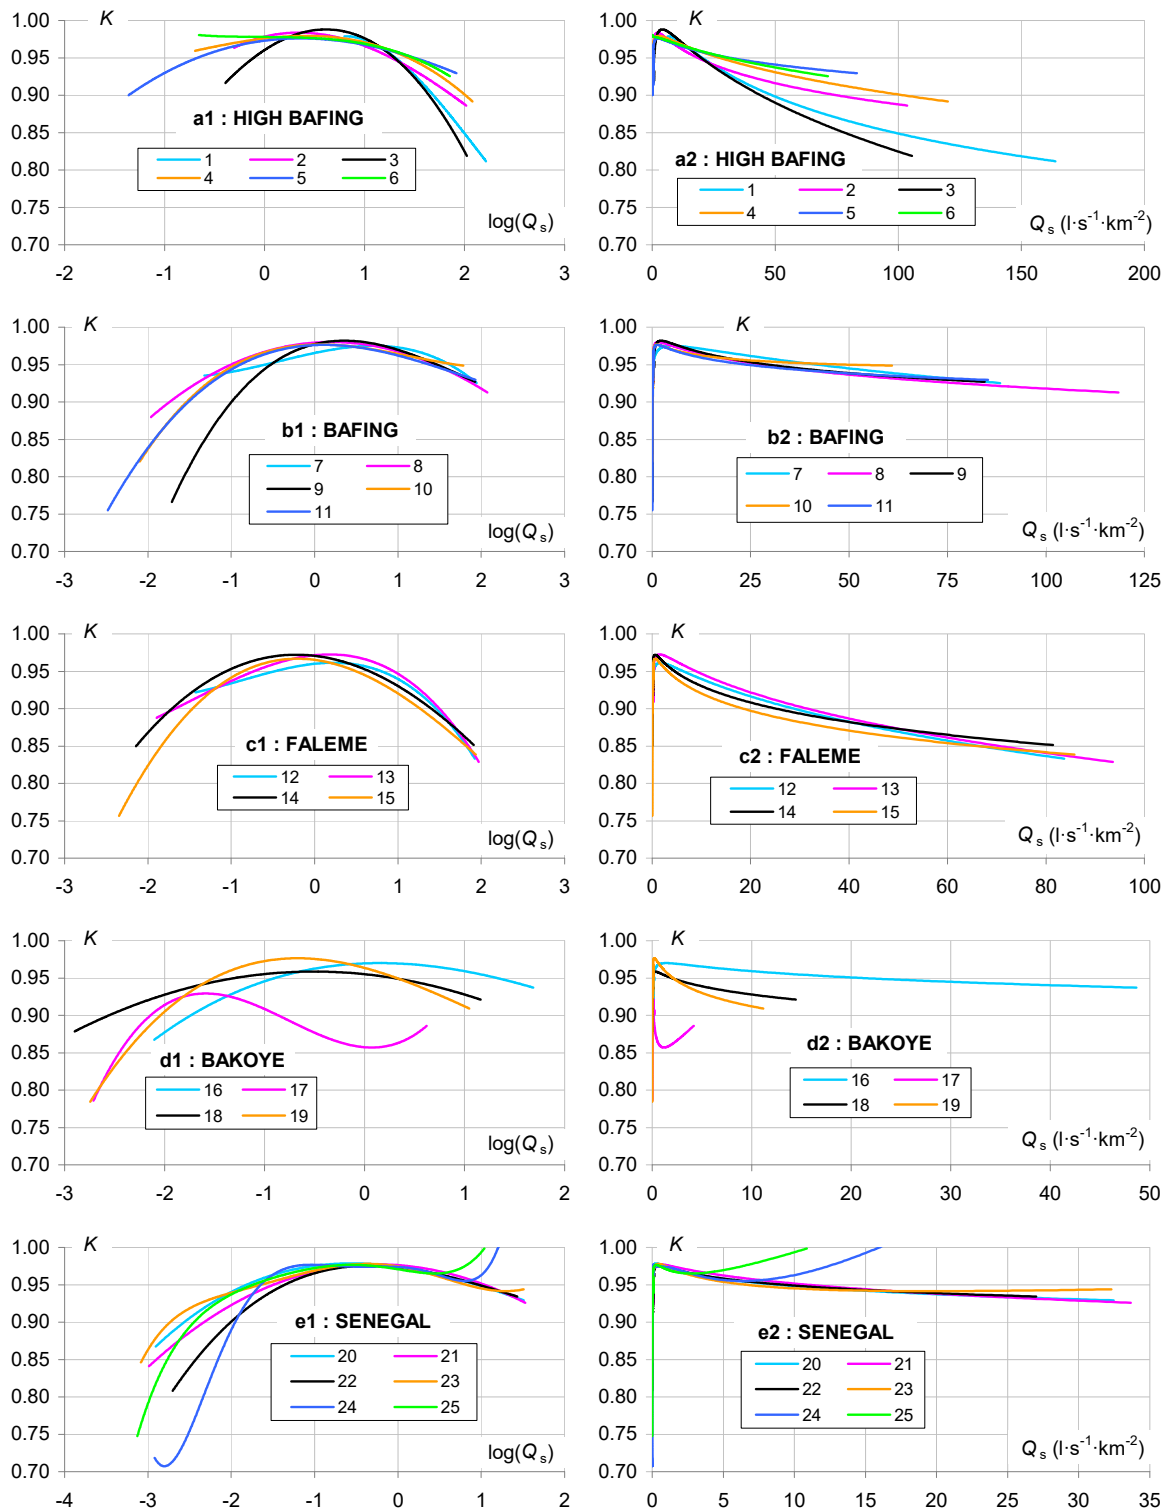 K
1.00
0.95
0.90
0.85
0.80
0.75
0.70
a1 : HIGH BAFING
1 2 3
4 5 6
log(Qs)
-2 -1 0 1 2 3
K
1.00
0.95
0.90
0.85
0.80
0.75
0.70
a2 : HIGH BAFING
1 2 3
4 5 6
Qs (l·s-1·km-2)
0 50 100 150 200
K
1.00
0.95
0.90
0.85
0.80
0.75
0.70
b1 : BAFING
7 8
9 10
11
log(Qs)
-3 -2 -1 0 1 2 3
K
1.00
0.95
0.90
0.85
0.80
0.75
0.70
b2 : BAFING
7 8 9
10 11
Qs (l·s-1·km-2)
0 25 50 75 100 125
K
1.00
0.95
0.90
0.85
0.80
0.75
0.70
c1 : FALEME
12 13
14 15
log(Qs)
-3 -2 -1 0 1 2 3
K
1.00
0.95
0.90
0.85
0.80
0.75
0.70
c2 : FALEME
12 13
14 15
Qs (l·s-1·km-2)
0 20 40 60 80 100
K
1.00
0.95
0.90
0.85
0.80
0.75
0.70
d1 : BAKOYE
16 17
18 19
log(Qs)
-3 -2 -1 0 1 2
K
1.00
0.95
0.90
0.85
0.80
0.75
0.70
d2 : BAKOYE
16 17
18 19
Qs (l·s-1·km-2)
0 10 20 30 40 50
K
1.00
0.95
0.90
0.85
0.80
0.75
0.70
e1 : SENEGAL
20 21
22 23
24 25
log(Qs)
-4 -3 -2 -1 0 1 2
K
1.00
0.95
0.90
0.85
0.80
0.75
0.70
e2 : SENEGAL
20 21
22 23
24 25
Qs (l·s-1·km-2)
0 5 10 15 20 25 30 35